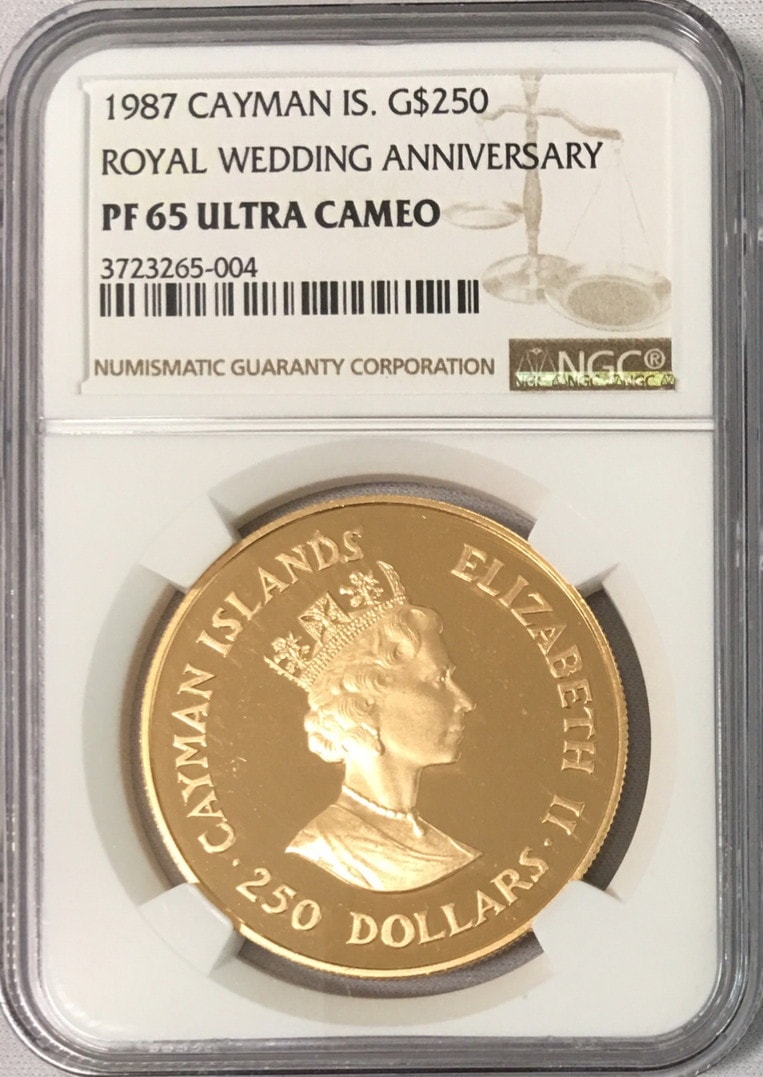 1987 CAYMAN IS. G$250
ROYAL WEDDING ANNIVERSARY
PF 65 ULTRA CAMEO
3723265-004
NUMISMATIC GUARANTY CORPORATION
NGC®
CAYMAN ISLANDS
ELIZABETH II
· 250 DOLLARS ·